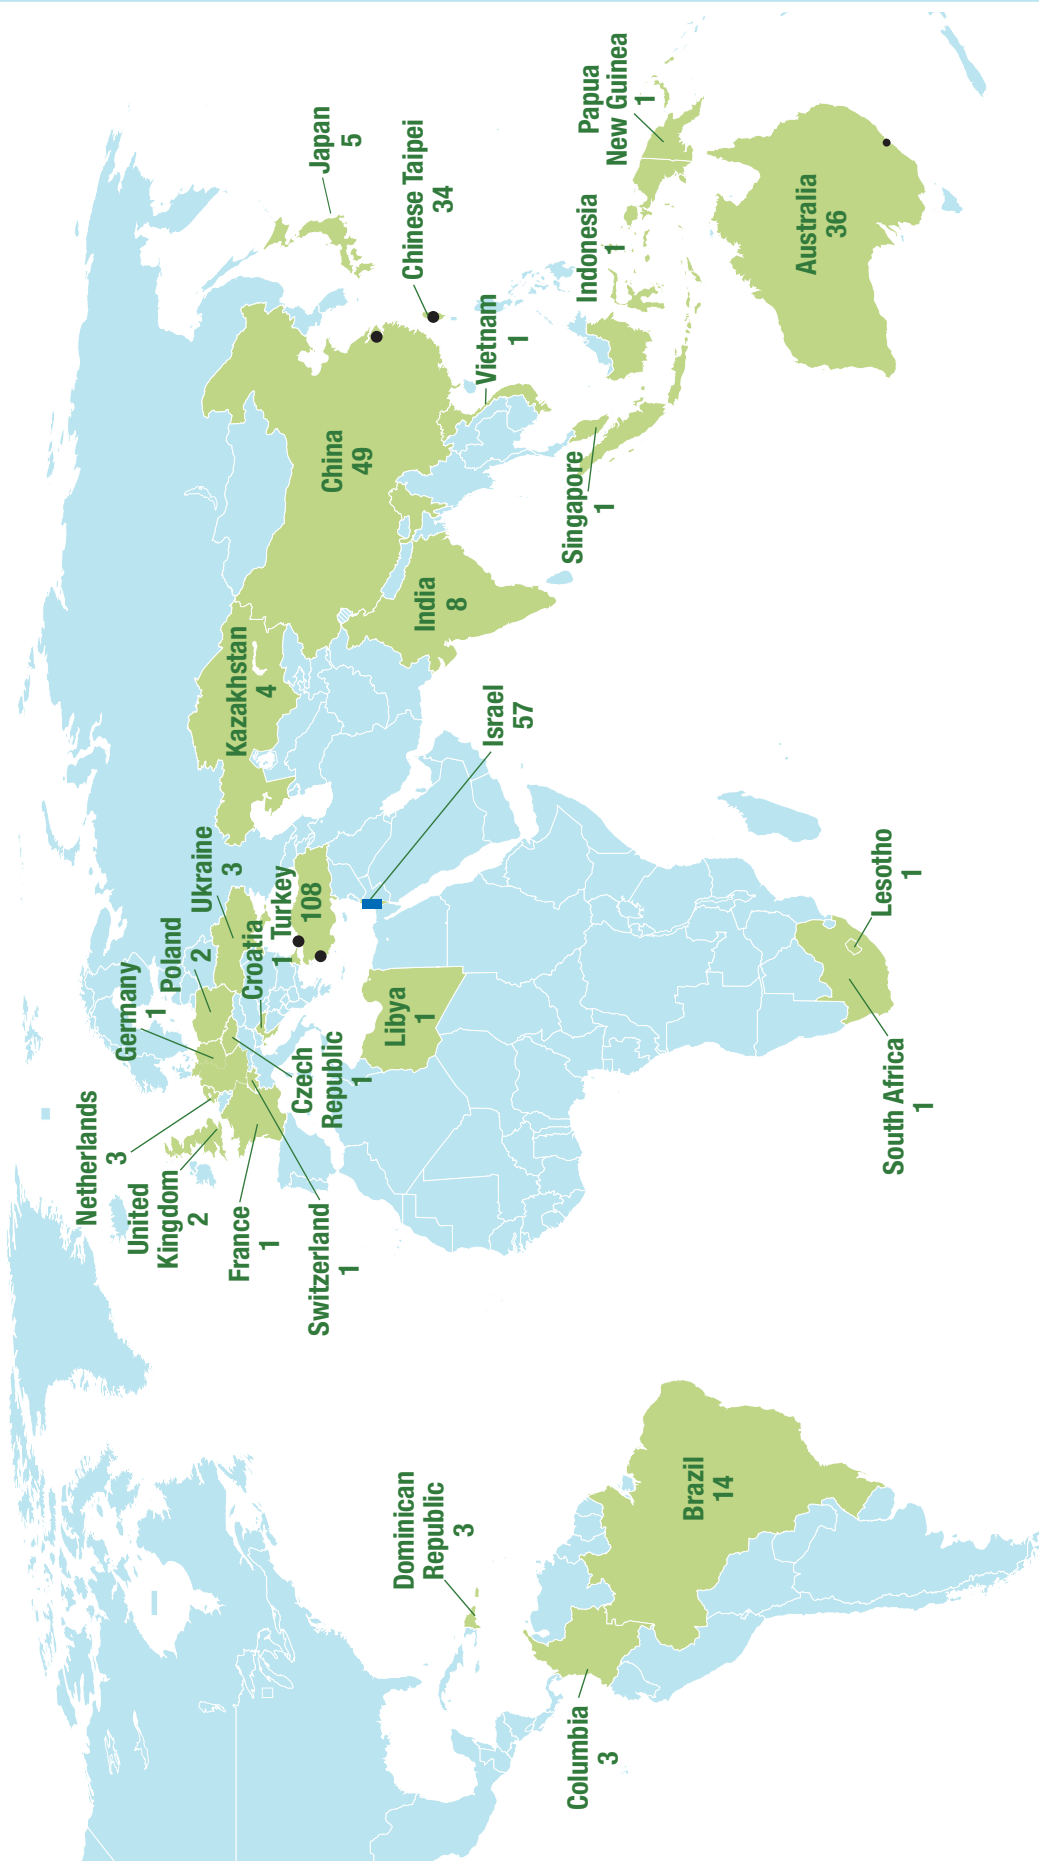 Netherlands
3
United
Kingdom
2
France
1
Switzerland
1
Germany
1
Poland
2
Czech
Republic
1
Croatia
1
Ukraine
3
Turkey
108
Kazakhstan
4
China
49
Japan
5
Chinese Taipei
34
Vietnam
1
India
8
Singapore
1
Indonesia
1
Papua
New Guinea
1
Australia
36
Israel
57
Libya
1
Lesotho
1
South Africa
1
Dominican
Republic
3
Columbia
3
Brazil
14